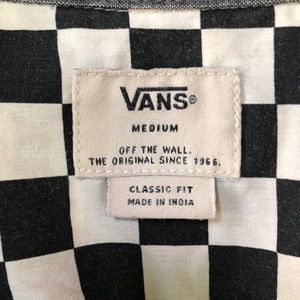 VANS®
MEDIUM
OFF THE WALL.
THE ORIGINAL SINCE 1966.
CLASSIC FIT
MADE IN INDIA